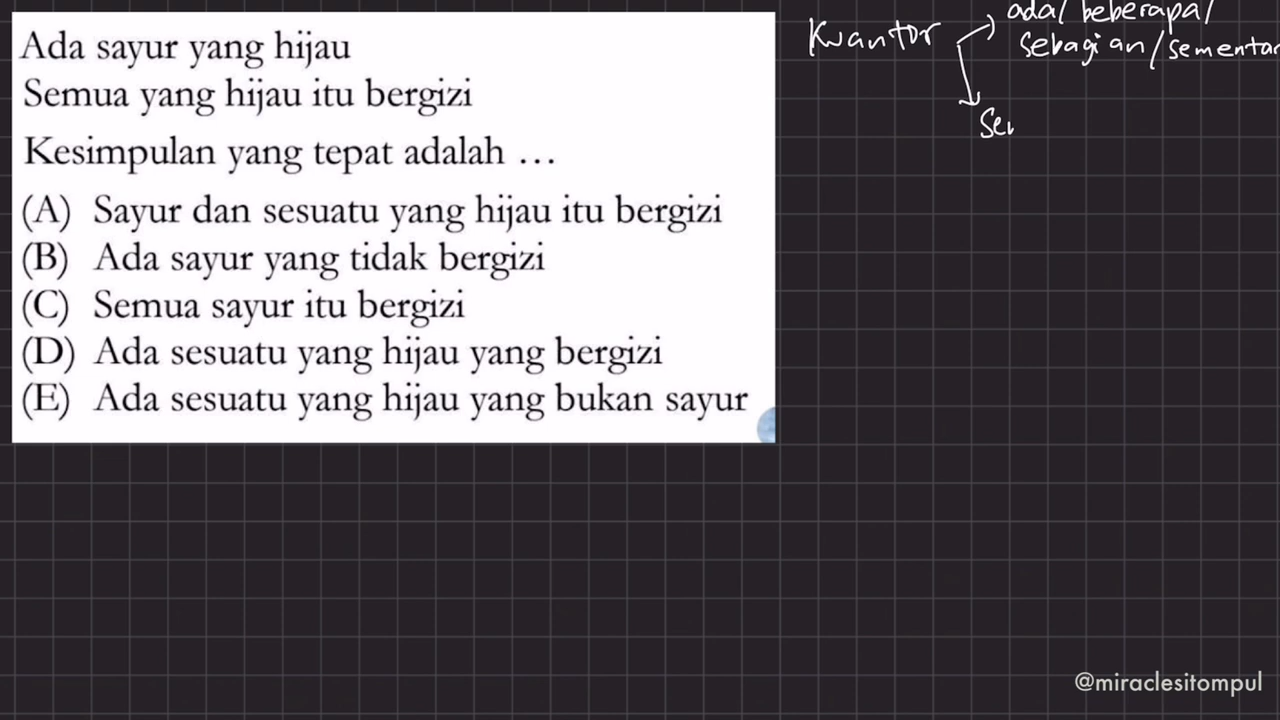 Ada sayur yang hijau
Semua yang hijau itu bergizi
Kesimpulan yang tepat adalah …
(A) Sayur dan sesuatu yang hijau itu bergizi
(B) Ada sayur yang tidak bergizi
(C) Semua sayur itu bergizi
(D) Ada sesuatu yang hijau yang bergizi
(E) Ada sesuatu yang hijau yang bukan sayur
Kuantor
ada/ beberapa/
sebagian/sementar
Se
@miraclesitompul